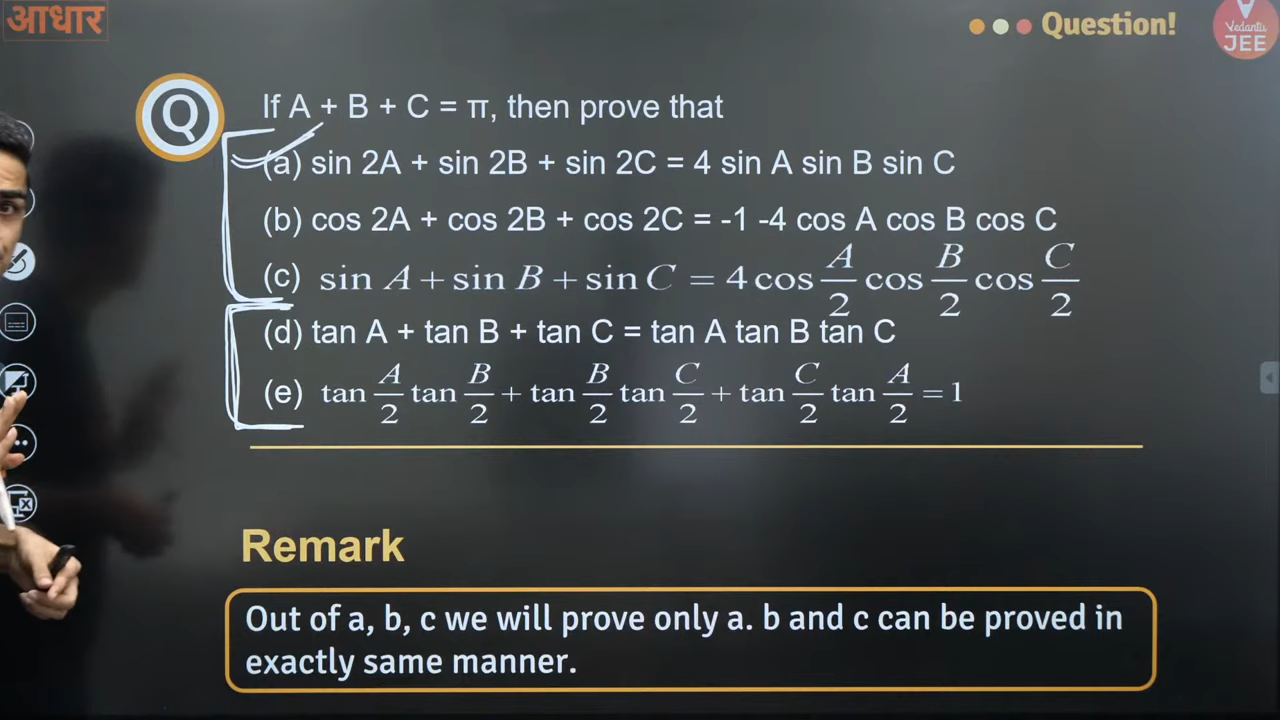 आधार
Question!
Vedantu
JEE
Q
If A + B + C = π, then prove that
(a) sin 2A + sin 2B + sin 2C = 4 sin A sin B sin C
(b) cos 2A + cos 2B + cos 2C = -1 -4 cos A cos B cos C
(c) sin A + sin B + sin C = 4 cos A/2 cos B/2 cos C/2
(d) tan A + tan B + tan C = tan A tan B tan C
(e) tan A/2 tan B/2 + tan B/2 tan C/2 + tan C/2 tan A/2 = 1
Remark
Out of a, b, c we will prove only a. b and c can be proved in
exactly same manner.